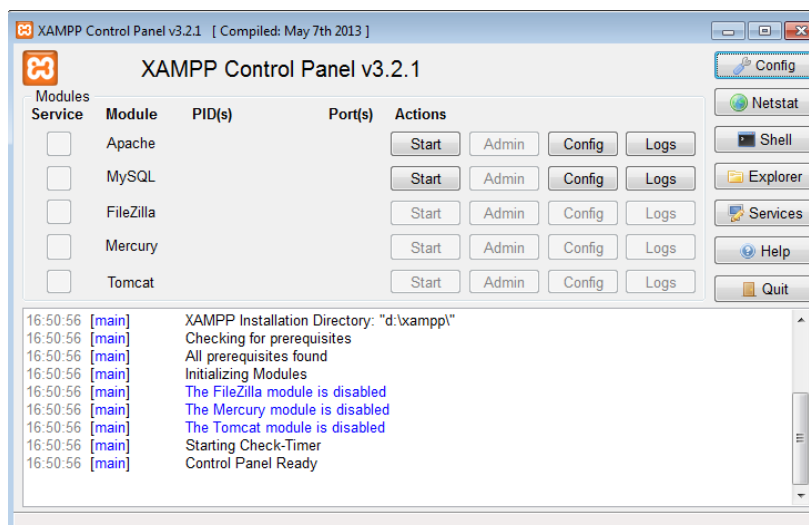 XAMPP Control Panel v3.2.1 [ Compiled: May 7th 2013 ]
XAMPP Control Panel v3.2.1
Config
Modules
Service Module PID(s) Port(s) Actions
Netstat
Apache Start Admin Config Logs
Shell
MySQL Start Admin Config Logs
Explorer
FileZilla Start Admin Config Logs
Services
Mercury Start Admin Config Logs
Help
Tomcat Start Admin Config Logs
Quit
16:50:56 [main] XAMPP Installation Directory: "d:\xampp\"
16:50:56 [main] Checking for prerequisites
16:50:56 [main] All prerequisites found
16:50:56 [main] Initializing Modules
16:50:56 [main] The FileZilla module is disabled
16:50:56 [main] The Mercury module is disabled
16:50:56 [main] The Tomcat module is disabled
16:50:56 [main] Starting Check-Timer
16:50:56 [main] Control Panel Ready